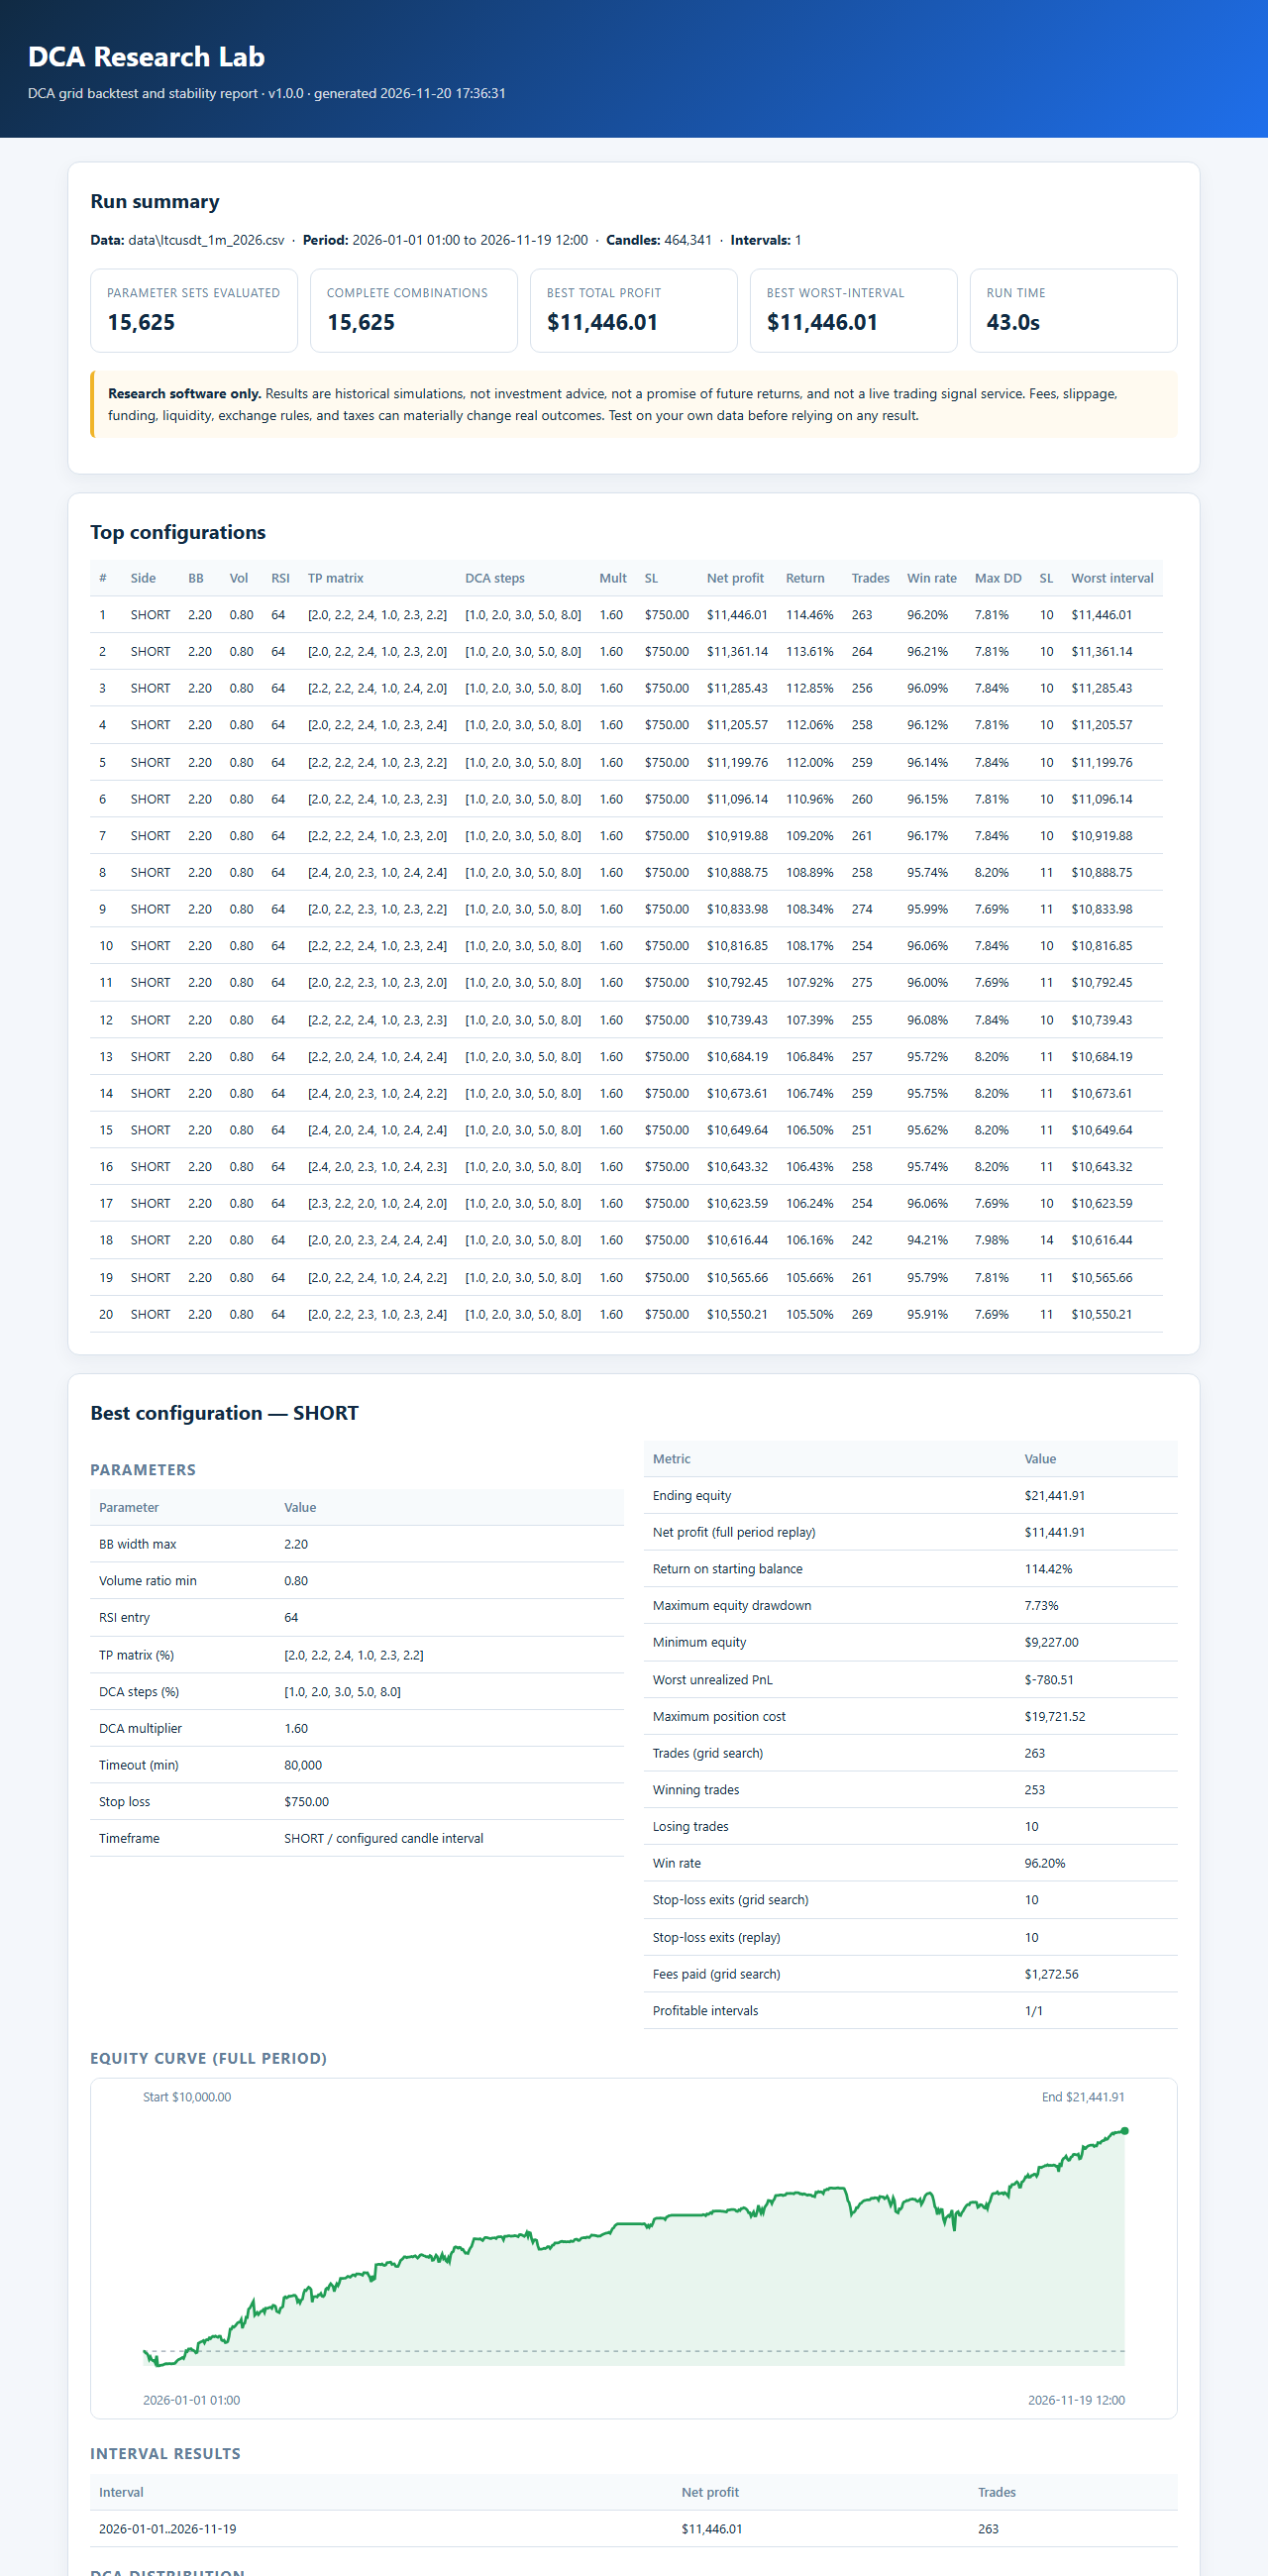 DCA Research Lab
DCA grid backtest and stability report · v1.0.0 · generated 2026-11-20 17:36:31
Run summary
Data: data\ltcusdt_1m_2026.csv · Period: 2026-01-01 01:00 to 2026-11-19 12:00 · Candles: 464,341 · Intervals: 1
PARAMETER SETS EVALUATED
15,625
COMPLETE COMBINATIONS
15,625
BEST TOTAL PROFIT
$11,446.01
BEST WORST-INTERVAL
$11,446.01
RUN TIME
43.0s
Research software only. Results are historical simulations, not investment advice, not a promise of future returns, and not a live trading signal service. Fees, slippage,
funding, liquidity, exchange rules, and taxes can materially change real outcomes. Test on your own data before relying on any result.
Top configurations
# Side BB Vol RSI TP matrix DCA steps Mult SL Net profit Return Trades Win rate Max DD SL Worst interval
1 SHORT 2.20 0.80 64 [2.0, 2.2, 2.4, 1.0, 2.3, 2.2] [1.0, 2.0, 3.0, 5.0, 8.0] 1.60 $750.00 $11,446.01 114.46% 263 96.20% 7.81% 10 $11,446.01
2 SHORT 2.20 0.80 64 [2.0, 2.2, 2.4, 1.0, 2.3, 2.0] [1.0, 2.0, 3.0, 5.0, 8.0] 1.60 $750.00 $11,361.14 113.61% 264 96.21% 7.81% 10 $11,361.14
3 SHORT 2.20 0.80 64 [2.2, 2.2, 2.4, 1.0, 2.4, 2.0] [1.0, 2.0, 3.0, 5.0, 8.0] 1.60 $750.00 $11,285.43 112.85% 256 96.09% 7.84% 10 $11,285.43
4 SHORT 2.20 0.80 64 [2.0, 2.2, 2.4, 1.0, 2.3, 2.4] [1.0, 2.0, 3.0, 5.0, 8.0] 1.60 $750.00 $11,205.57 112.06% 258 96.12% 7.81% 10 $11,205.57
5 SHORT 2.20 0.80 64 [2.2, 2.2, 2.4, 1.0, 2.3, 2.2] [1.0, 2.0, 3.0, 5.0, 8.0] 1.60 $750.00 $11,199.76 112.00% 259 96.14% 7.84% 10 $11,199.76
6 SHORT 2.20 0.80 64 [2.0, 2.2, 2.4, 1.0, 2.3, 2.3] [1.0, 2.0, 3.0, 5.0, 8.0] 1.60 $750.00 $11,096.14 110.96% 260 96.15% 7.81% 10 $11,096.14
7 SHORT 2.20 0.80 64 [2.2, 2.2, 2.4, 1.0, 2.3, 2.0] [1.0, 2.0, 3.0, 5.0, 8.0] 1.60 $750.00 $10,919.88 109.20% 261 96.17% 7.84% 10 $10,919.88
8 SHORT 2.20 0.80 64 [2.4, 2.0, 2.3, 1.0, 2.4, 2.4] [1.0, 2.0, 3.0, 5.0, 8.0] 1.60 $750.00 $10,888.75 108.89% 258 95.74% 8.20% 11 $10,888.75
9 SHORT 2.20 0.80 64 [2.0, 2.2, 2.3, 1.0, 2.3, 2.2] [1.0, 2.0, 3.0, 5.0, 8.0] 1.60 $750.00 $10,833.98 108.34% 274 95.99% 7.69% 11 $10,833.98
10 SHORT 2.20 0.80 64 [2.2, 2.2, 2.4, 1.0, 2.3, 2.4] [1.0, 2.0, 3.0, 5.0, 8.0] 1.60 $750.00 $10,816.85 108.17% 254 96.06% 7.84% 10 $10,816.85
11 SHORT 2.20 0.80 64 [2.0, 2.2, 2.3, 1.0, 2.3, 2.0] [1.0, 2.0, 3.0, 5.0, 8.0] 1.60 $750.00 $10,792.45 107.92% 275 96.00% 7.69% 11 $10,792.45
12 SHORT 2.20 0.80 64 [2.2, 2.2, 2.4, 1.0, 2.3, 2.3] [1.0, 2.0, 3.0, 5.0, 8.0] 1.60 $750.00 $10,739.43 107.39% 255 96.08% 7.84% 10 $10,739.43
13 SHORT 2.20 0.80 64 [2.2, 2.0, 2.4, 1.0, 2.4, 2.4] [1.0, 2.0, 3.0, 5.0, 8.0] 1.60 $750.00 $10,684.19 106.84% 257 95.72% 8.20% 11 $10,684.19
14 SHORT 2.20 0.80 64 [2.4, 2.0, 2.3, 1.0, 2.4, 2.2] [1.0, 2.0, 3.0, 5.0, 8.0] 1.60 $750.00 $10,673.61 106.74% 259 95.75% 8.20% 11 $10,673.61
15 SHORT 2.20 0.80 64 [2.4, 2.0, 2.4, 1.0, 2.4, 2.4] [1.0, 2.0, 3.0, 5.0, 8.0] 1.60 $750.00 $10,649.64 106.50% 251 95.62% 8.20% 11 $10,649.64
16 SHORT 2.20 0.80 64 [2.4, 2.0, 2.3, 1.0, 2.4, 2.3] [1.0, 2.0, 3.0, 5.0, 8.0] 1.60 $750.00 $10,643.32 106.43% 258 95.74% 8.20% 11 $10,643.32
17 SHORT 2.20 0.80 64 [2.3, 2.2, 2.0, 1.0, 2.4, 2.0] [1.0, 2.0, 3.0, 5.0, 8.0] 1.60 $750.00 $10,623.59 106.24% 254 96.06% 7.69% 10 $10,623.59
18 SHORT 2.20 0.80 64 [2.0, 2.0, 2.3, 2.4, 2.4, 2.4] [1.0, 2.0, 3.0, 5.0, 8.0] 1.60 $750.00 $10,616.44 106.16% 242 94.21% 7.98% 14 $10,616.44
19 SHORT 2.20 0.80 64 [2.0, 2.2, 2.4, 1.0, 2.4, 2.2] [1.0, 2.0, 3.0, 5.0, 8.0] 1.60 $750.00 $10,565.66 105.66% 261 95.79% 7.81% 11 $10,565.66
20 SHORT 2.20 0.80 64 [2.0, 2.2, 2.3, 1.0, 2.3, 2.4] [1.0, 2.0, 3.0, 5.0, 8.0] 1.60 $750.00 $10,550.21 105.50% 269 95.91% 7.69% 11 $10,550.21
Best configuration — SHORT
PARAMETERS
Parameter Value
BB width max 2.20
Volume ratio min 0.80
RSI entry 64
TP matrix (%) [2.0, 2.2, 2.4, 1.0, 2.3, 2.2]
DCA steps (%) [1.0, 2.0, 3.0, 5.0, 8.0]
DCA multiplier 1.60
Timeout (min) 80,000
Stop loss $750.00
Timeframe SHORT / configured candle interval
Metric Value
Ending equity $21,441.91
Net profit (full period replay) $11,441.91
Return on starting balance 114.42%
Maximum equity drawdown 7.73%
Minimum equity $9,227.00
Worst unrealized PnL $-780.51
Maximum position cost $19,721.52
Trades (grid search) 263
Winning trades 253
Losing trades 10
Win rate 96.20%
Stop-loss exits (grid search) 10
Stop-loss exits (replay) 10
Fees paid (grid search) $1,272.56
Profitable intervals 1/1
EQUITY CURVE (FULL PERIOD)
Start $10,000.00
End $21,441.91
2026-01-01 01:00
2026-11-19 12:00
INTERVAL RESULTS
Interval Net profit Trades
2026-01-01..2026-11-19 $11,446.01 263
DCA DISTRIBUTION